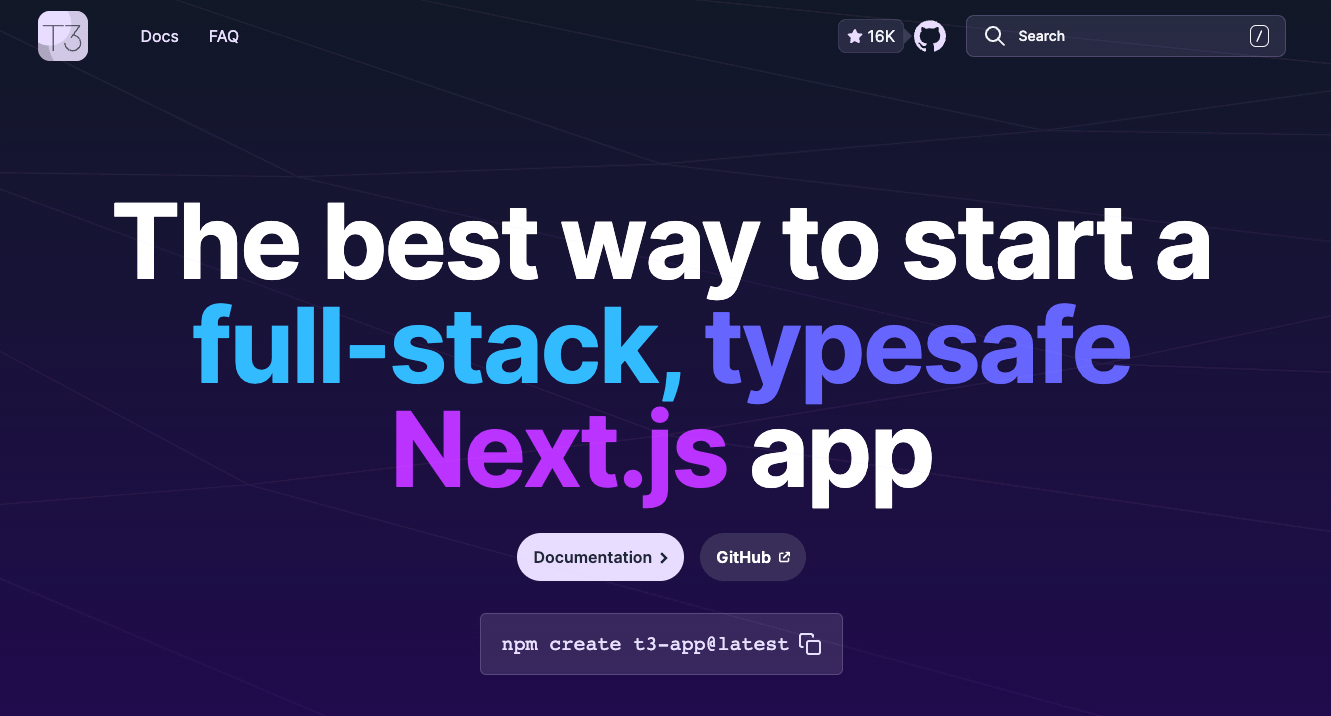 T3
Docs
FAQ
16K
Search
/
The best way to start a
full-stack, typesafe
Next.js app
Documentation
GitHub
npm create t3-app@latest